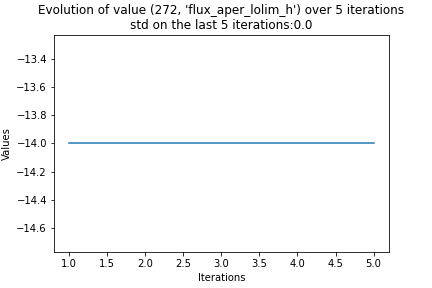 Evolution of value (272, 'flux_aper_lolim_h') over 5 iterations
std on the last 5 iterations:0.0
Values
−13.4
−13.6
−13.8
−14.0
−14.2
−14.4
−14.6
1.0 1.5 2.0 2.5 3.0 3.5 4.0 4.5 5.0
Iterations